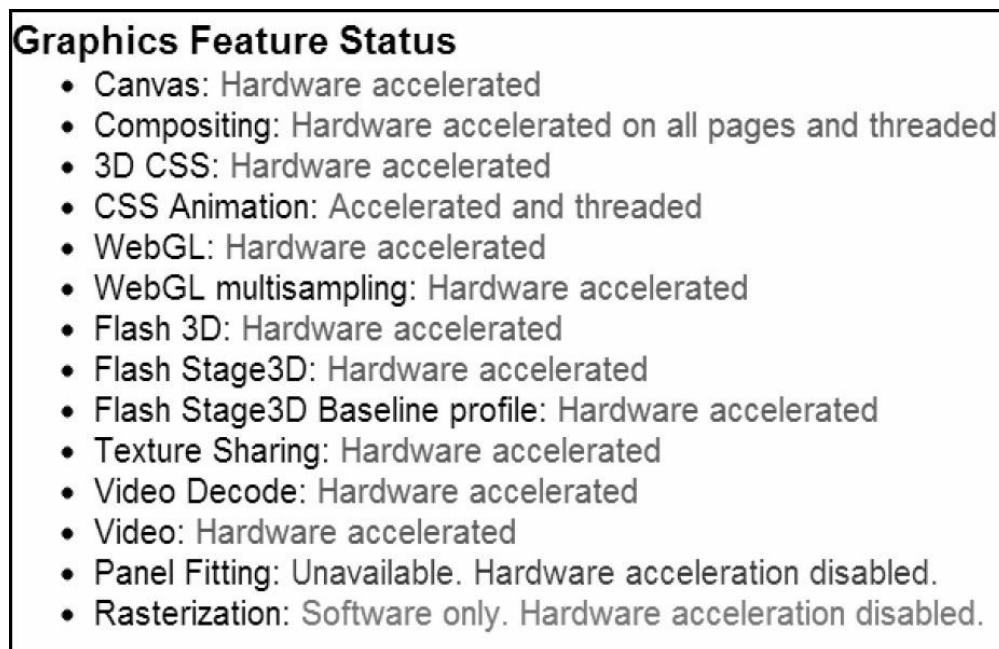 Graphics Feature Status
• Canvas: Hardware accelerated
• Compositing: Hardware accelerated on all pages and threaded
• 3D CSS: Hardware accelerated
• CSS Animation: Accelerated and threaded
• WebGL: Hardware accelerated
• WebGL multisampling: Hardware accelerated
• Flash 3D: Hardware accelerated
• Flash Stage3D: Hardware accelerated
• Flash Stage3D Baseline profile: Hardware accelerated
• Texture Sharing: Hardware accelerated
• Video Decode: Hardware accelerated
• Video: Hardware accelerated
• Panel Fitting: Unavailable. Hardware acceleration disabled.
• Rasterization: Software only. Hardware acceleration disabled.